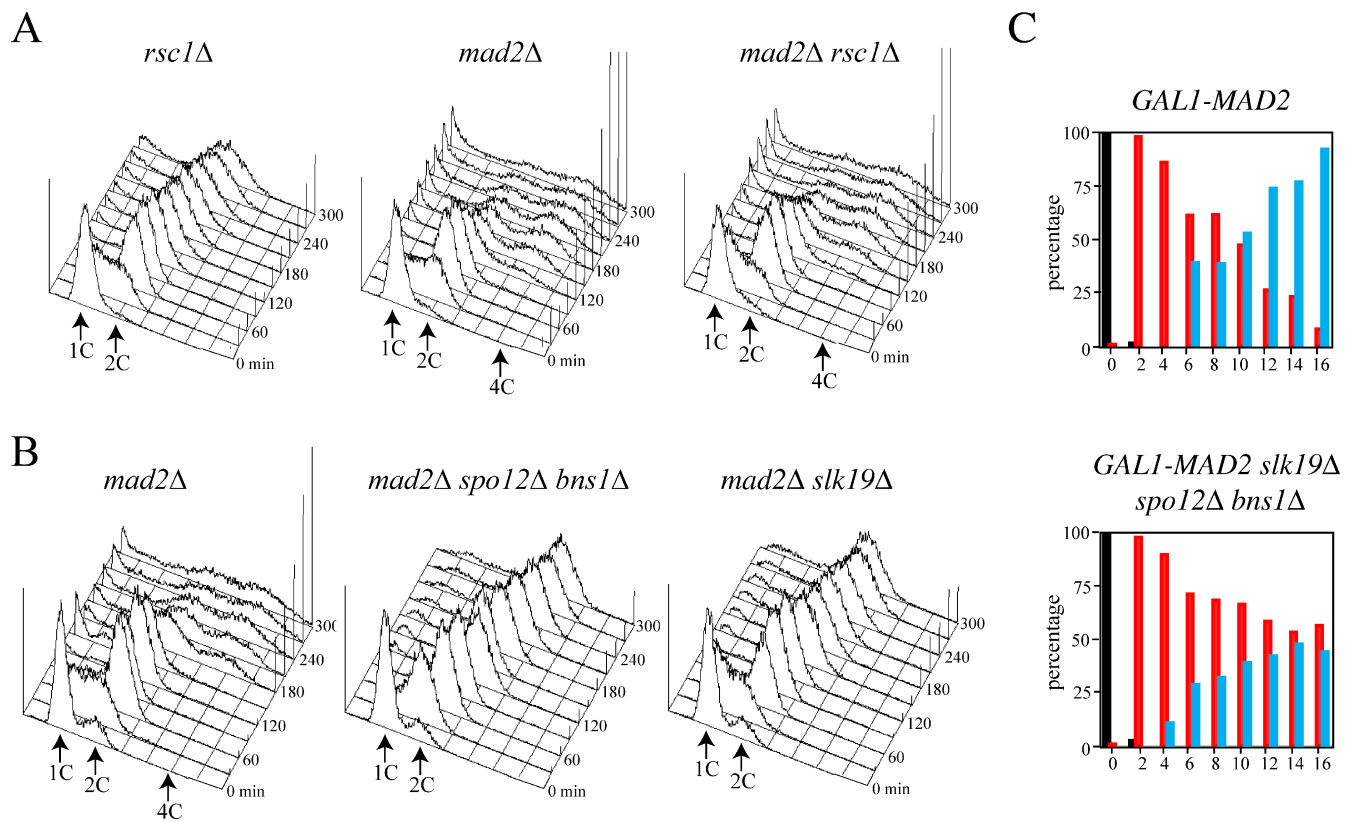 A
rsc1Δ
mad2Δ
mad2Δ rsc1Δ
300
240
180
120
60
0 min
1C
2C
300
240
180
120
60
0 min
1C
2C
4C
300
240
180
120
60
0 min
1C
2C
4C
B
mad2Δ
mad2Δ spo12Δ bns1Δ
mad2Δ slk19Δ
300
240
180
120
60
0 min
1C
2C
4C
300
240
180
120
60
0 min
1C
2C
300
240
180
120
60
0 min
1C
2C
C
GAL1-MAD2
percentage
100
75
50
25
0
0 2 4 6 8 10 12 14 16
GAL1-MAD2 slk19Δ
spo12Δ bns1Δ
percentage
100
75
50
25
0
0 2 4 6 8 10 12 14 16